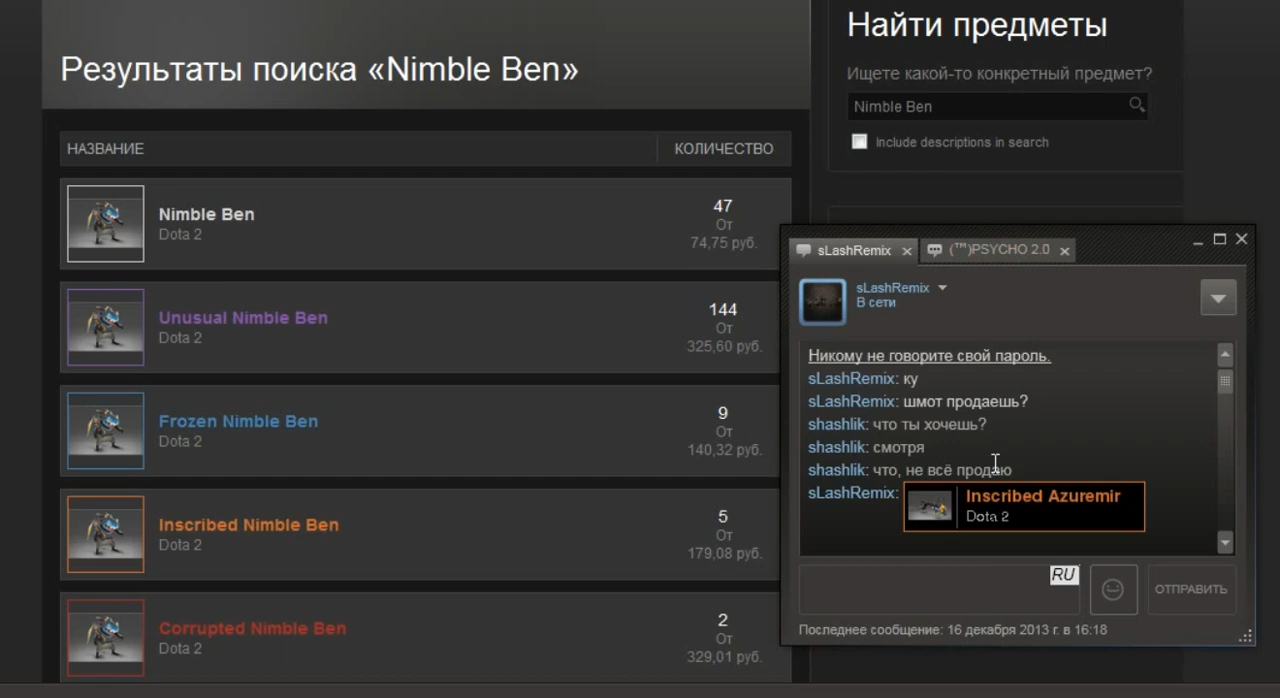 Результаты поиска «Nimble Ben»
НАЗВАНИЕ
КОЛИЧЕСТВО
Nimble Ben
Dota 2
47
От
74,75 руб.
Unusual Nimble Ben
Dota 2
144
От
325,60 руб.
Frozen Nimble Ben
Dota 2
9
От
140,32 руб.
Inscribed Nimble Ben
Dota 2
5
От
179,08 руб.
Corrupted Nimble Ben
Dota 2
2
От
329,01 руб.
Найти предметы
Ищете какой-то конкретный предмет?
Nimble Ben
Include descriptions in search
sLashRemix
(™)PSYCHO 2.0
sLashRemix
В сети
Никому не говорите свой пароль.
sLashRemix: ку
sLashRemix: шмот продаешь?
shashlik: что ты хочешь?
shashlik: смотря
shashlik: что, не всё продаю
sLashRemix:
Inscribed Azuremir
Dota 2
RU
ОТПРАВИТЬ
Последнее сообщение: 16 декабря 2013 г. в 16:18